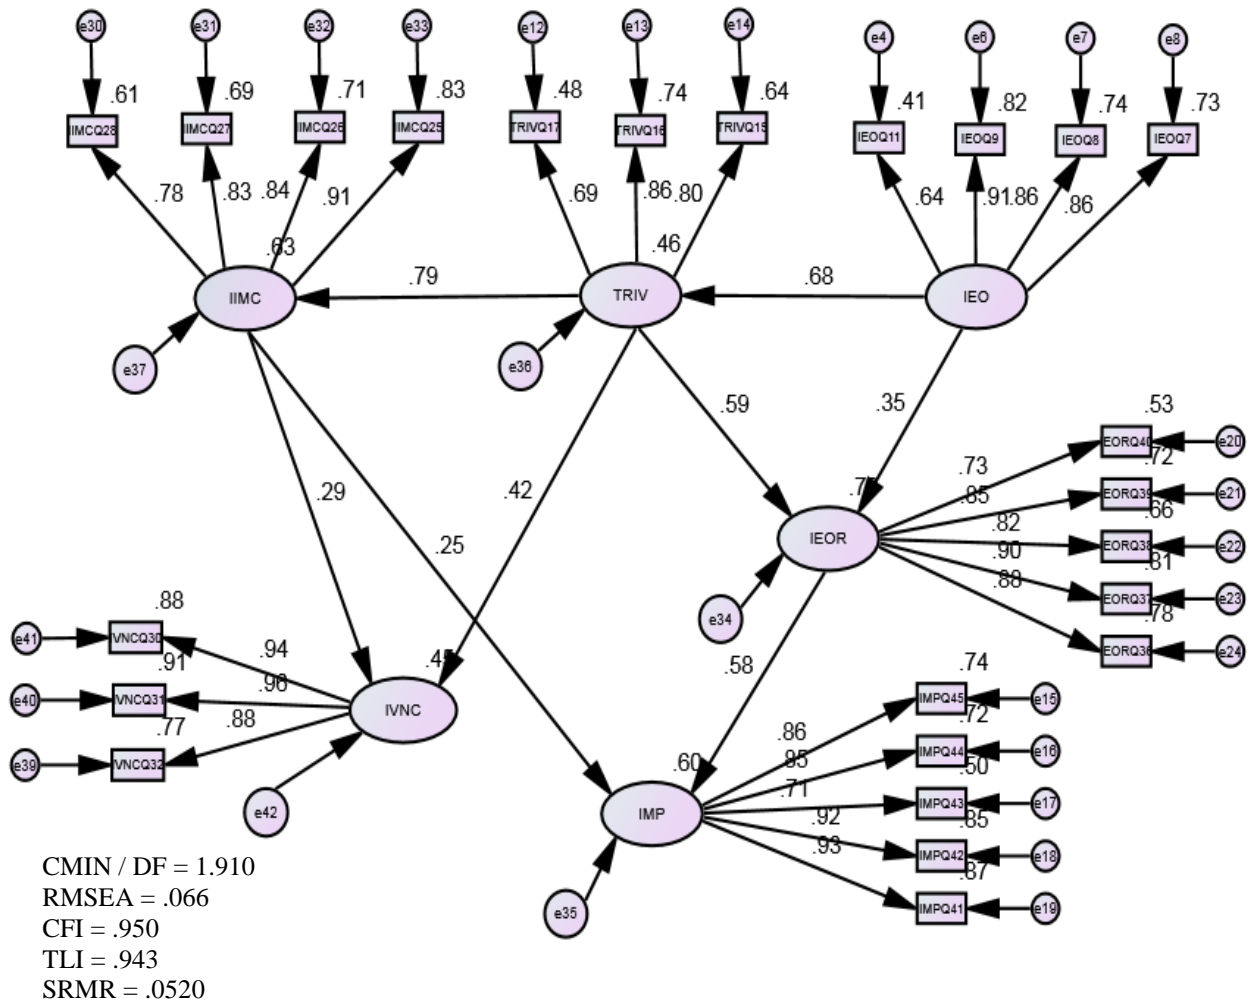 e30 e31 e32 e33 e12 e13 e14 e4 e6 e7 e8
.61 .69 .71 .83 .48 .74 .64 .41 .82 .74 .73
IIMCQ28 IIMCQ27 IIMCQ26 IIMCQ25 TRIVQ17 TRIVQ16 TRIVQ15 IEOQ11 IEOQ9 IEOQ8 IEOQ7
.78 .83 .84 .91 .69 .86 .80 .64 .91 .86 .86
.63 .46
IIMC .79 TRIV .68 IEO
e37 e36
.59 .35
.53
.73 EORQ40 e20
.72
.85 EORQ39 e21
.29 .42 .66
.82 EORQ38 e22
IEOR
.25 .90 .81
EORQ37 e23
.88 .78
EORQ36 e24
e34
.88
e41 VNCQ30 .94
.91 .96
e40 VNCQ31
.77 .88
e39 VNCQ32
IVNC
.58
e42
.74
.86 IMPQ45 e15
.72
.60 .85 IMPQ44 e16
.50
.71 IMPQ43 e17
IMP
.92 .85
IMPQ42 e18
.93 .87
IMPQ41 e19
e35
CMIN / DF = 1.910
RMSEA = .066
CFI = .950
TLI = .943
SRMR = .0520